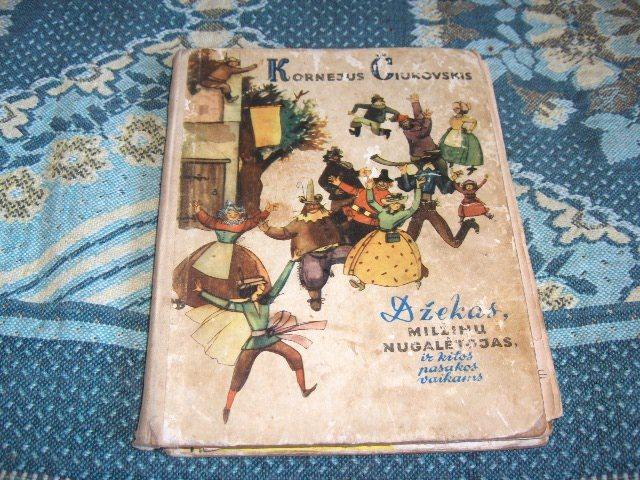 KORNEJUS ČIUKOVSKIS
Džekas,
MILŽINŲ
NUGALĖTOJAS,
ir kitos
pasakos
vaikams